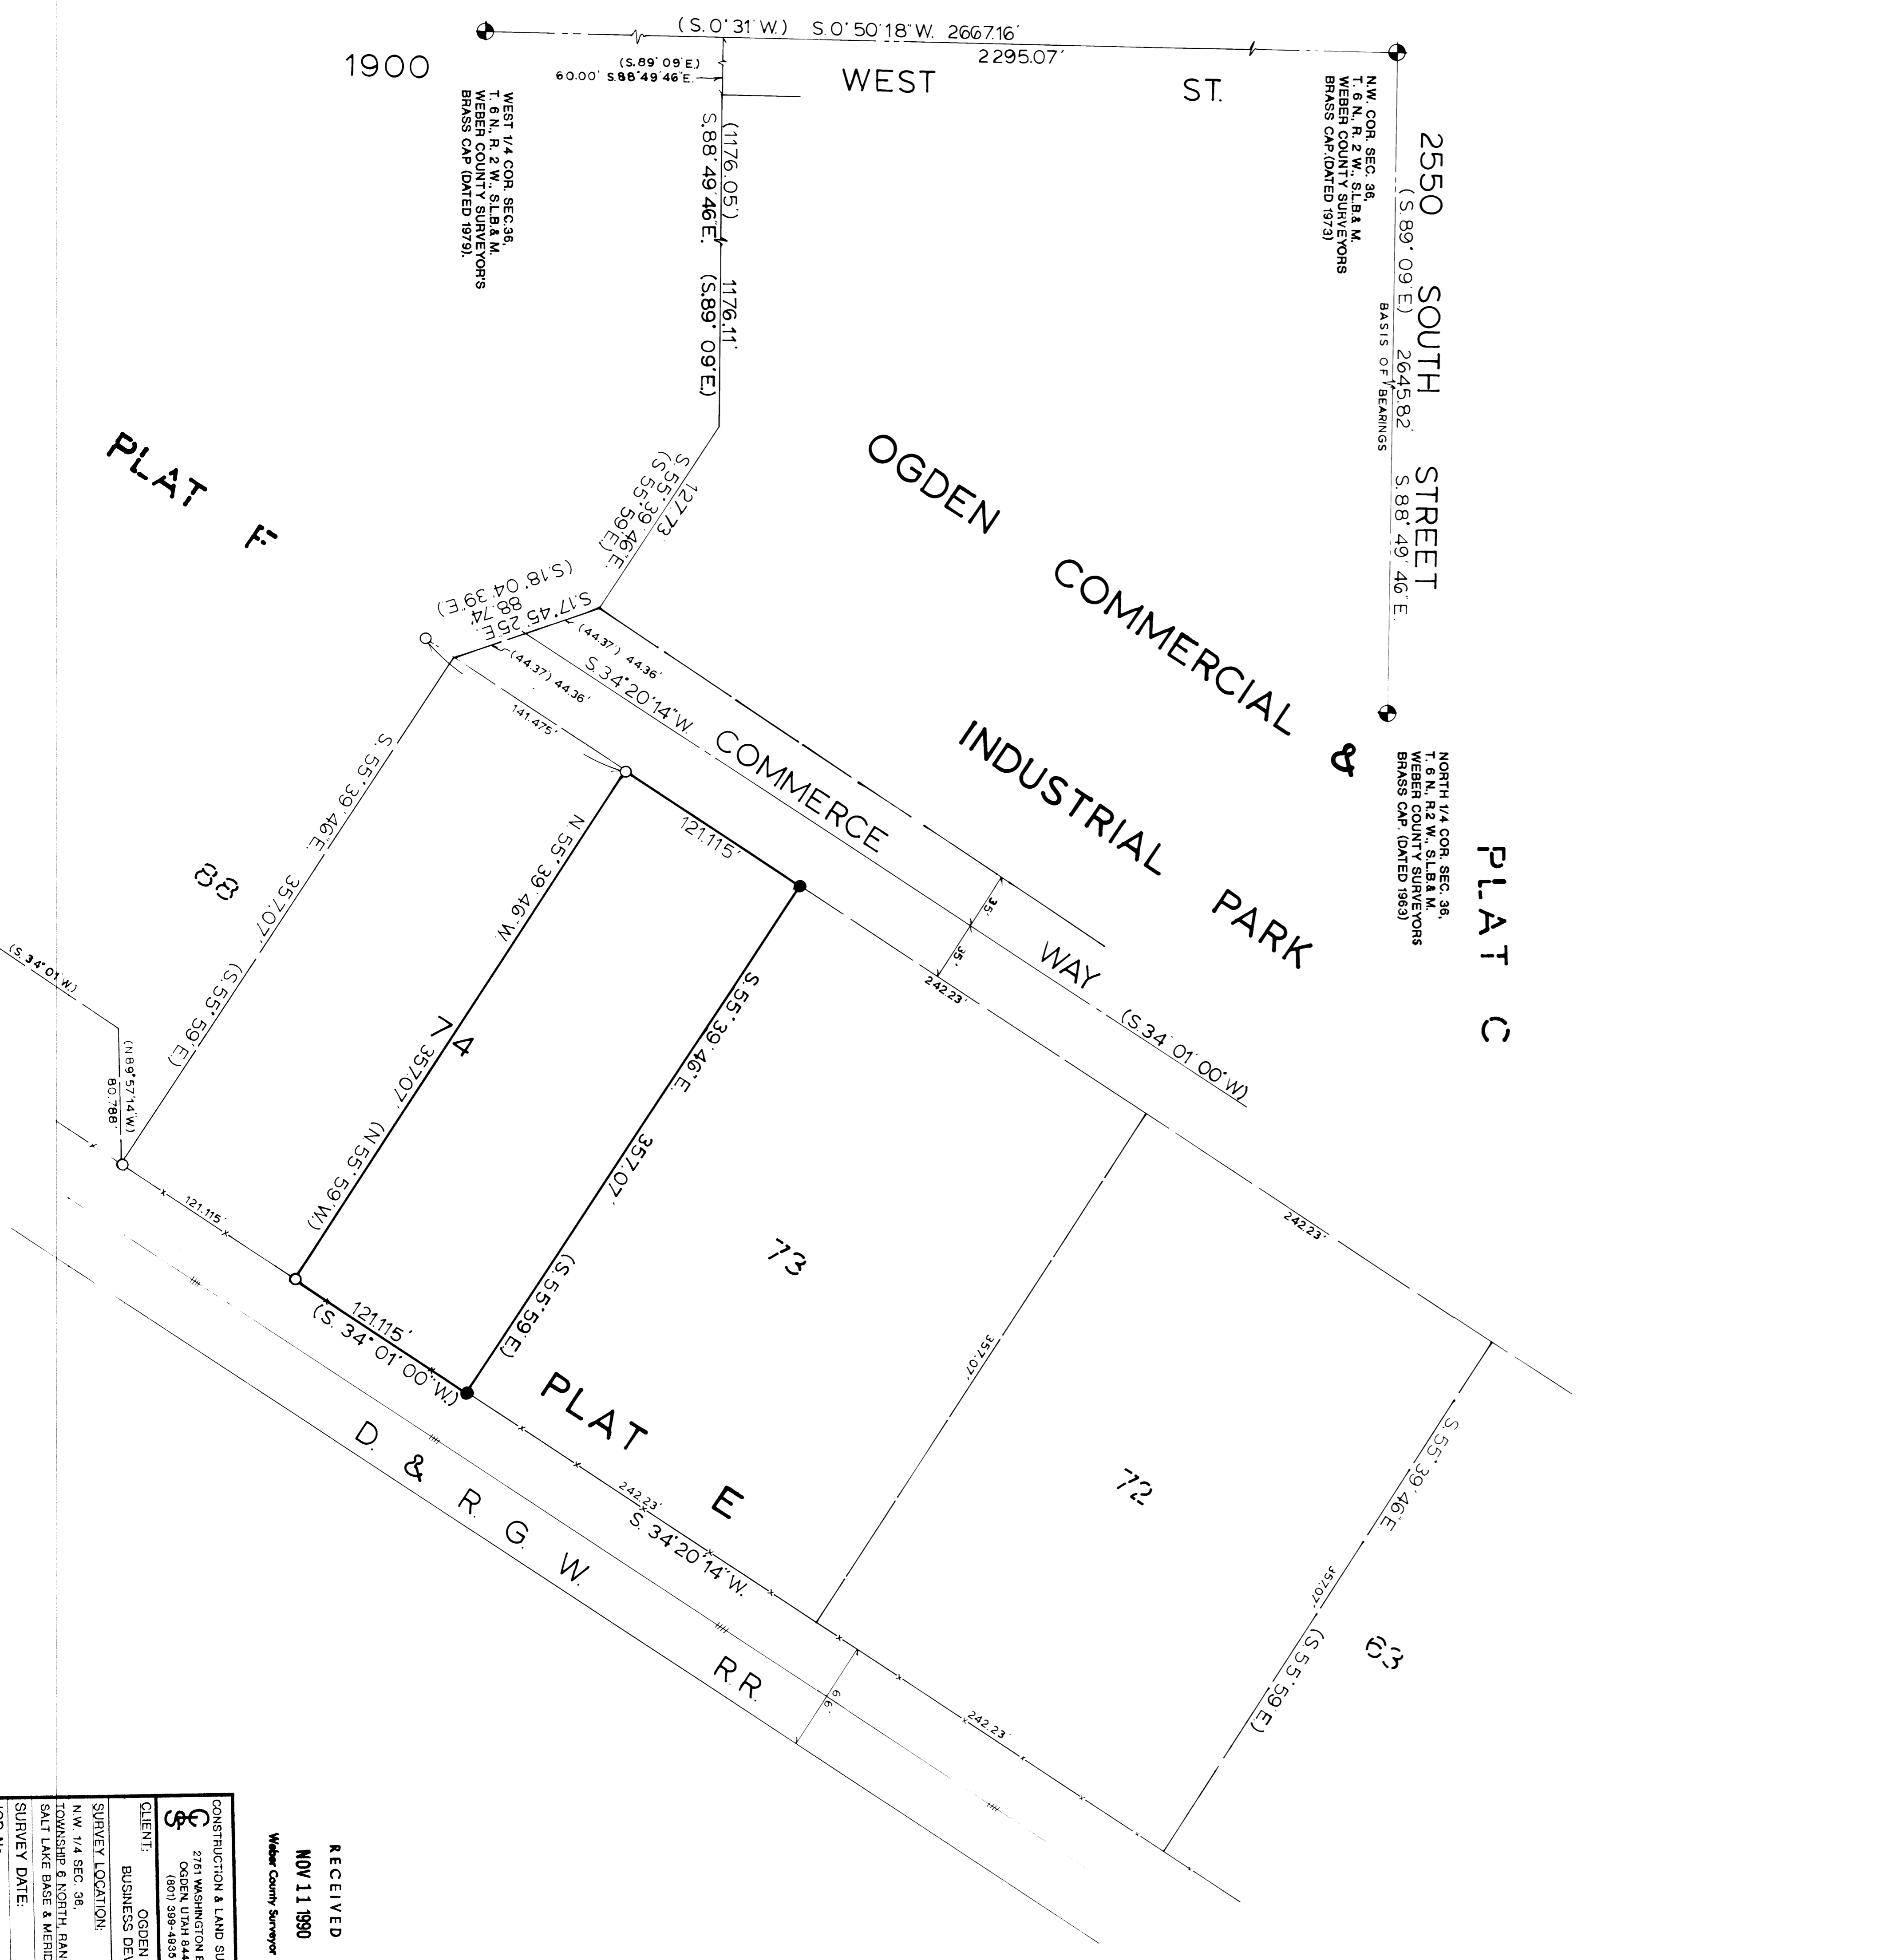 (S. 0° 31' W.) S. 0° 50' 18" W. 2667.16'
2295.07'
(S. 89° 09' E.)
60.00' S. 88° 49' 46" E.
1900 WEST ST.
WEST 1/4 COR. SEC. 36,
T. 6 N., R. 2 W., S.L.B. & M.
WEBER COUNTY SURVEYOR'S
BRASS CAP (DATED 1979).
N.W. COR. SEC. 36,
T. 6 N., R. 2 W., S.L.B. & M.
WEBER COUNTY SURVEYORS
BRASS CAP.(DATED 1973)
2550 SOUTH STREET
(S. 89° 09' E.) 2645.82' S. 88° 49' 46" E.
BASIS OF BEARINGS
NORTH 1/4 COR. SEC. 36,
T. 6 N., R.2 W., S.L.B.& M.
WEBER COUNTY SURVEYORS
BRASS CAP. (DATED 1963)
PLAT C
(1176.05') 1176.11'
S. 88° 49' 46" E. (S. 89° 09' E.)
127.73'
S. 55° 39' 46" E.
(S. 55° 59' E.)
OGDEN COMMERCIAL &
INDUSTRIAL PARK
PLAT F
(S. 18° 04' 39" E.)
88.74'
S. 17° 45' 25" E.
(44.37') 44.36'
(44.37') 44.36'
S. 34° 20' 14" W.
COMMERCE WAY
(S. 34° 01' 00" W)
35'
35'
141.475'
121.115'
242.23'
242.23'
S. 55° 39' 46" E. 357.07' (S. 55° 59' E.)
88
(S. 34° 01' W.)
(N 89° 57' 14" W)
80.788'
N. 55° 39' 46" W. 357.07' (N. 55° 59' W.)
74
S. 55° 39' 46" E. 357.07' (S. 55° 59' E.)
73
357.07'
72
S. 55° 39' 46" E. 357.07' (S. 55° 59' E.)
63
121.115'
121.115'
(S. 34° 01' 00" W.)
PLAT E
242.23'
S. 34° 20' 14" W.
242.23'
66'
D. & R. G. W. R.R.
RECEIVED
NOV 11 1990
Weber County Surveyor
CONSTRUCTION & LAND SU
2751 WASHINGTON B
OGDEN, UTAH 844
(801) 399-4935
CLIENT:
OGDEN
BUSINESS DEV
SURVEY LOCATION:
N.W. 1/4 SEC. 36,
TOWNSHIP 6 NORTH, RAN
SALT LAKE BASE & MERID
SURVEY DATE: